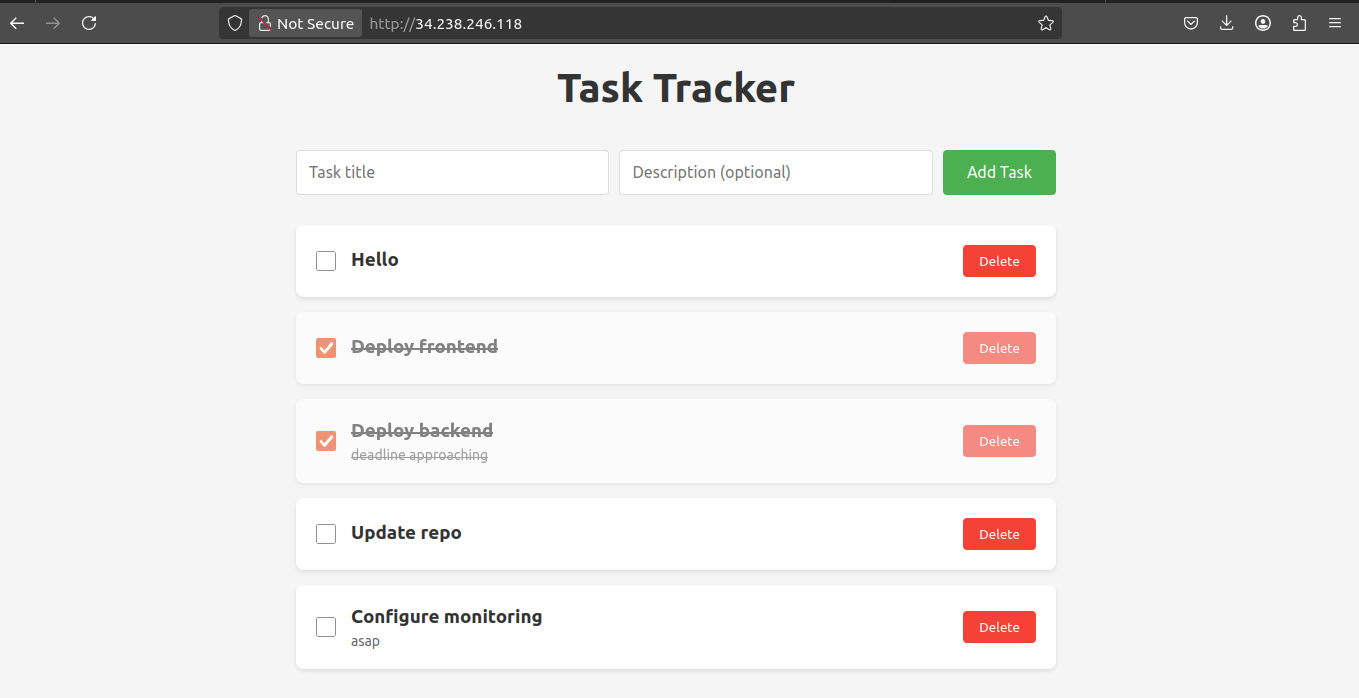 Not Secure http://34.238.246.118
Task Tracker
Task title Description (optional) Add Task
Hello Delete
Deploy frontend Delete
Deploy backend
deadline approaching Delete
Update repo Delete
Configure monitoring
asap Delete